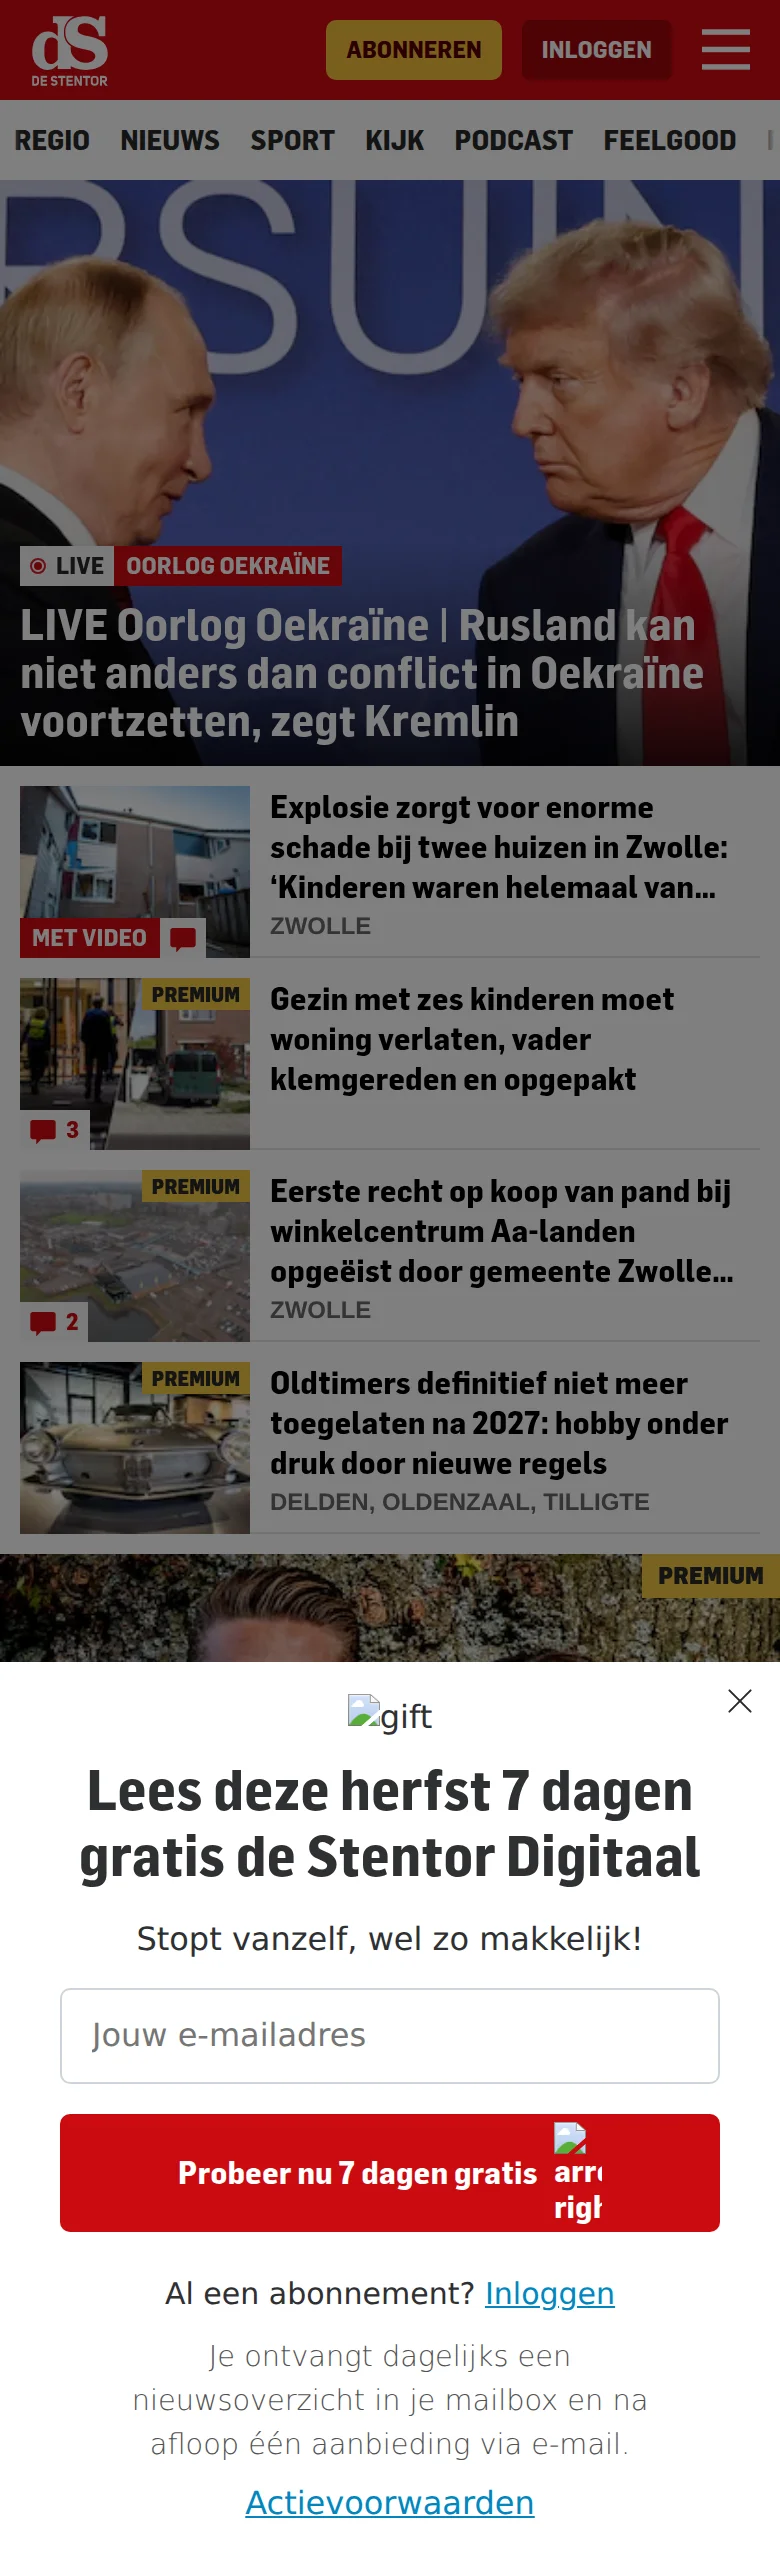 dS
DE STENTOR
ABONNEREN
INLOGGEN
REGIO NIEUWS SPORT KIJK PODCAST FEELGOOD
RSUIN
LIVE OORLOG OEKRAÏNE
LIVE Oorlog Oekraïne | Rusland kan
niet anders dan conflict in Oekraïne
voortzetten, zegt Kremlin
Explosie zorgt voor enorme
schade bij twee huizen in Zwolle:
‘Kinderen waren helemaal van...
ZWOLLE
MET VIDEO
PREMIUM
Gezin met zes kinderen moet
woning verlaten, vader
klemgereden en opgepakt
3
PREMIUM
Eerste recht op koop van pand bij
winkelcentrum Aa-landen
opgeëist door gemeente Zwolle...
ZWOLLE
2
PREMIUM
Oldtimers definitief niet meer
toegelaten na 2027: hobby onder
druk door nieuwe regels
DELDEN, OLDENZAAL, TILLIGTE
PREMIUM
gift
Lees deze herfst 7 dagen
gratis de Stentor Digitaal
Stopt vanzelf, wel zo makkelijk!
Jouw e-mailadres
Probeer nu 7 dagen gratis
Al een abonnement? Inloggen
Je ontvangt dagelijks een
nieuwsoverzicht in je mailbox en na
afloop één aanbieding via e-mail.
Actievoorwaarden